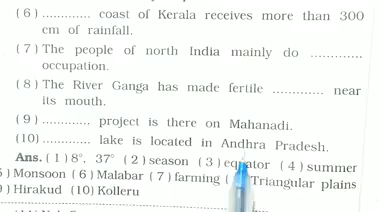 ( 6 ) ............. coast of Kerala receives more than 300
cm of rainfall.
( 7 ) The people of north India mainly do .............
occupation.
( 8 ) The River Ganga has made fertile ............. near
its mouth.
( 9 ) ............. project is there on Mahanadi.
(10) ............. lake is located in Andhra Pradesh.
Ans. ( 1 ) 8°, 37° ( 2 ) season ( 3 ) equator ( 4 ) summer
5 ) Monsoon ( 6 ) Malabar ( 7 ) farming ( Triangular plains
9 ) Hirakud (10) Kolleru